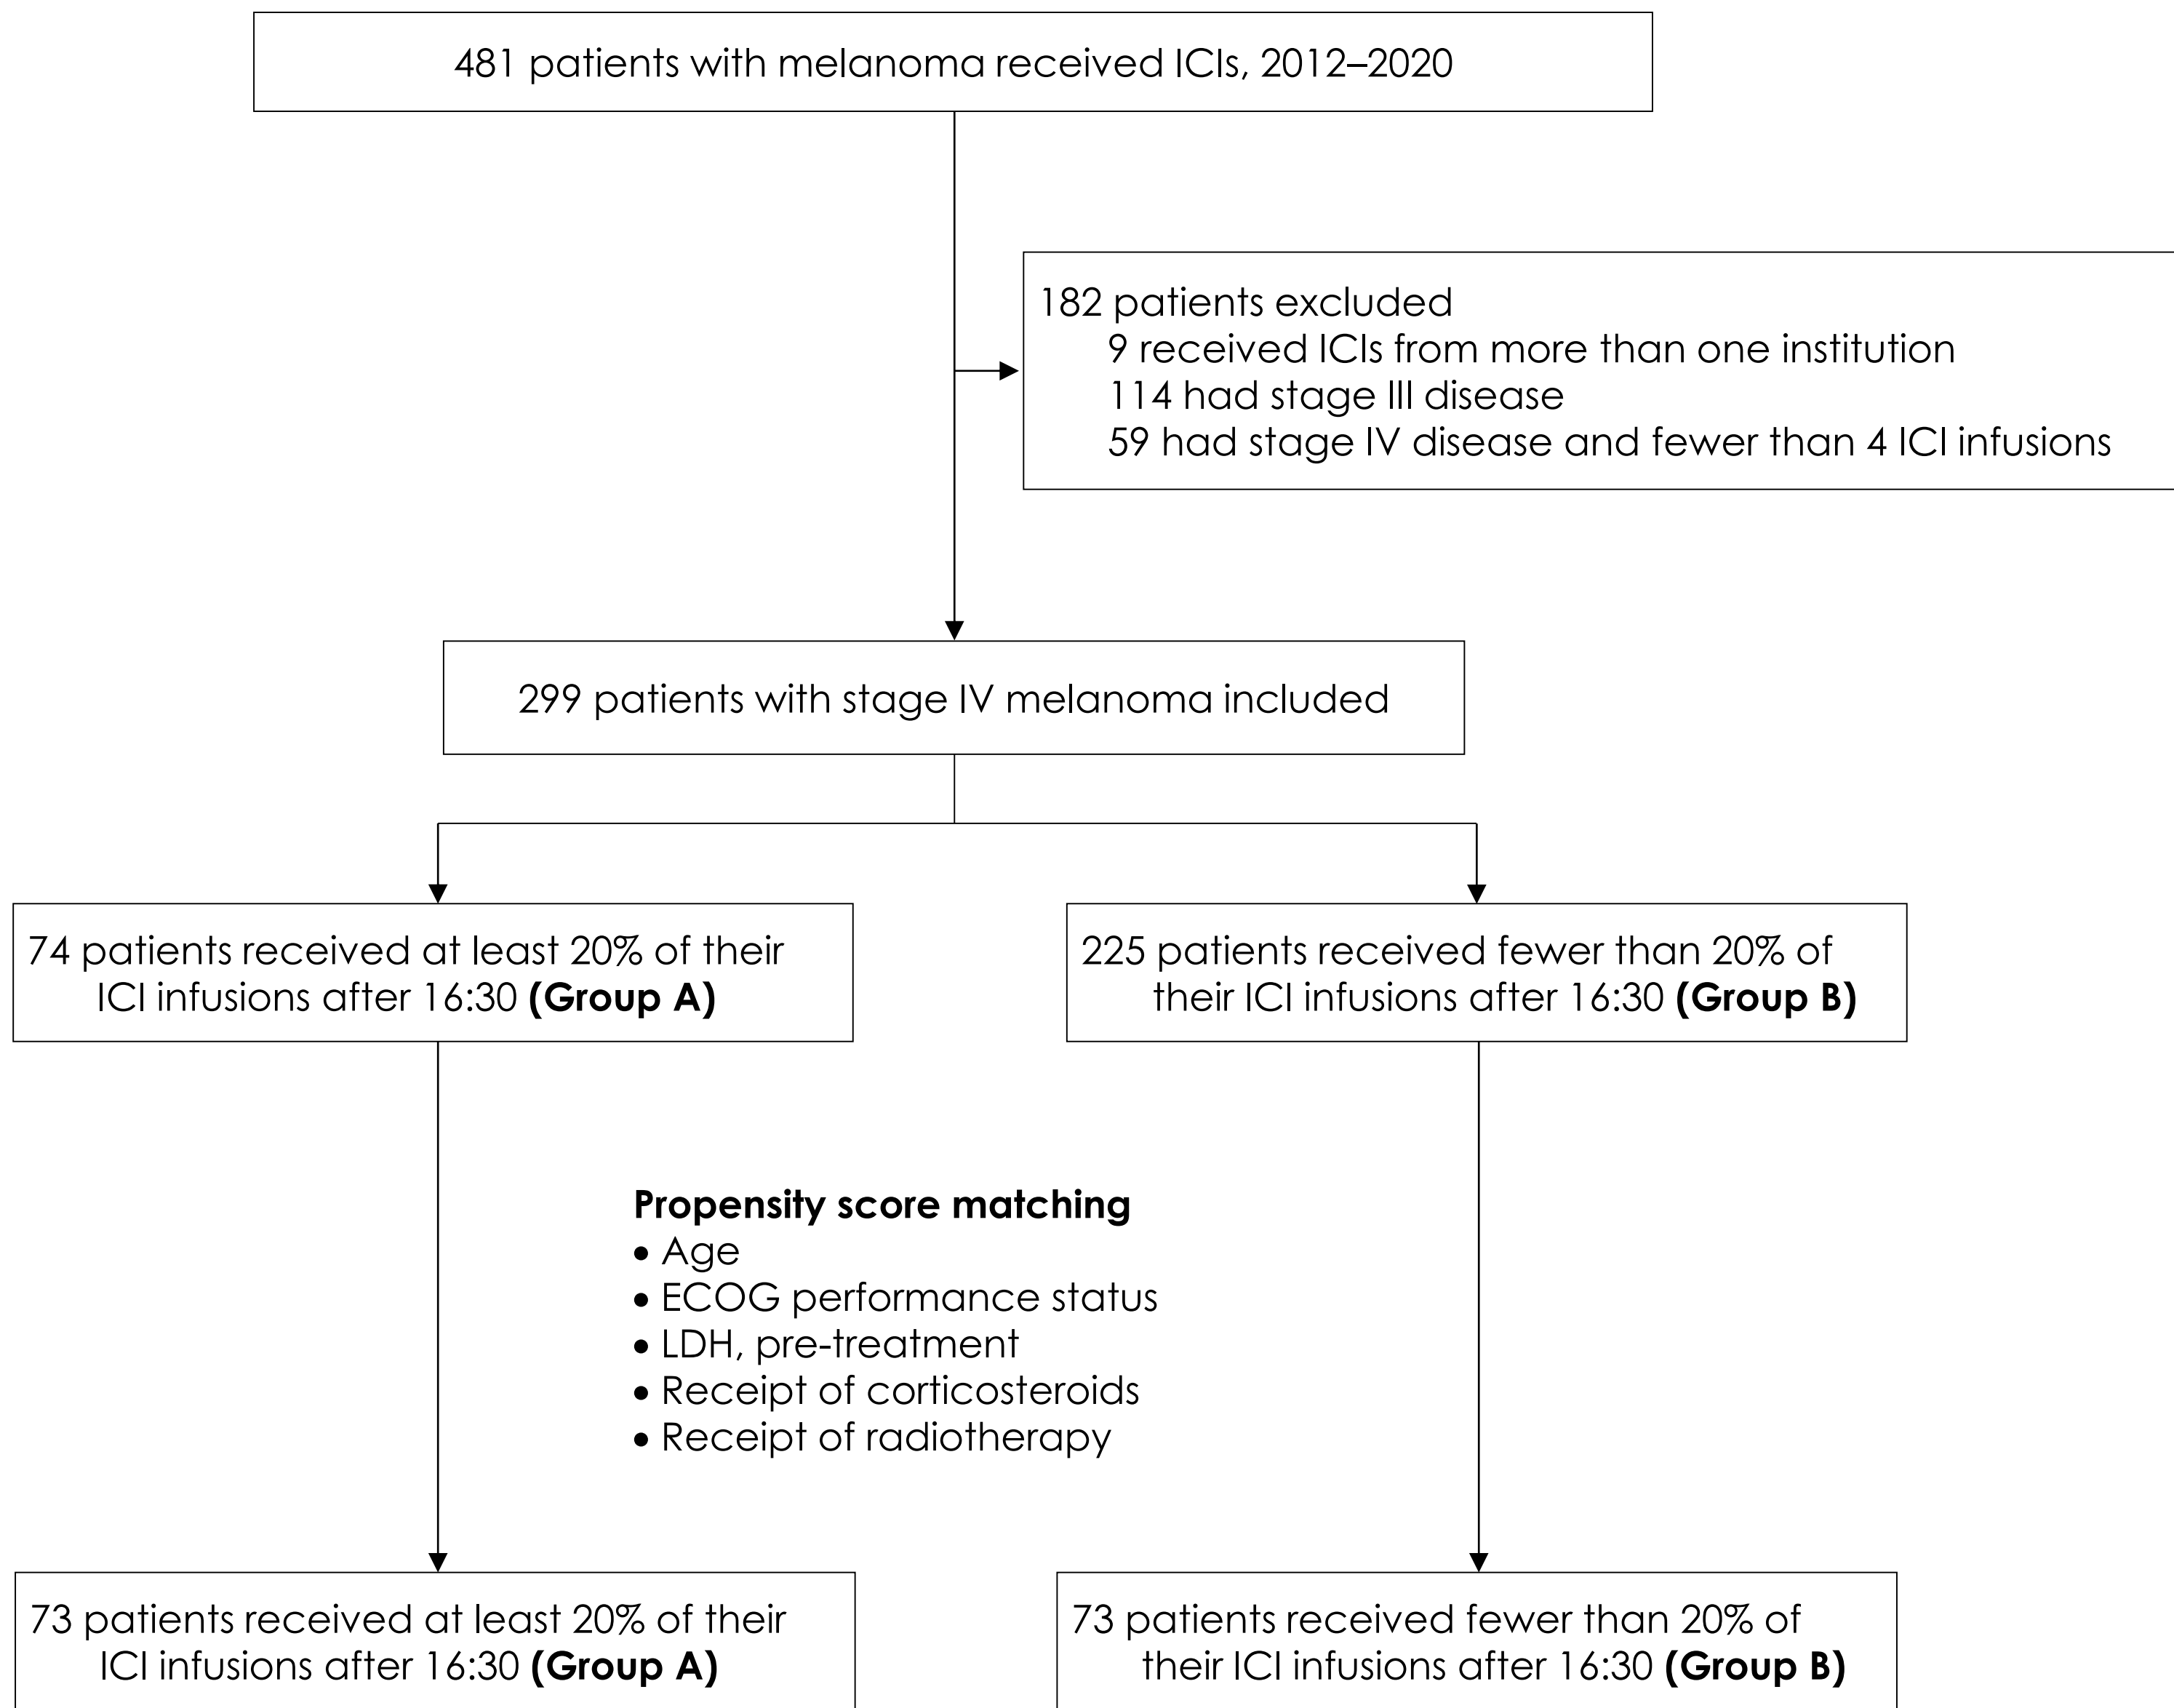 481 patients with melanoma received ICIs, 2012–2020
182 patients excluded
9 received ICIs from more than one institution
114 had stage III disease
59 had stage IV disease and fewer than 4 ICI infusions
299 patients with stage IV melanoma included
74 patients received at least 20% of their
ICI infusions after 16:30 (Group A)
225 patients received fewer than 20% of
their ICI infusions after 16:30 (Group B)
Propensity score matching
• Age
• ECOG performance status
• LDH, pre-treatment
• Receipt of corticosteroids
• Receipt of radiotherapy
73 patients received at least 20% of their
ICI infusions after 16:30 (Group A)
73 patients received fewer than 20% of
their ICI infusions after 16:30 (Group B)